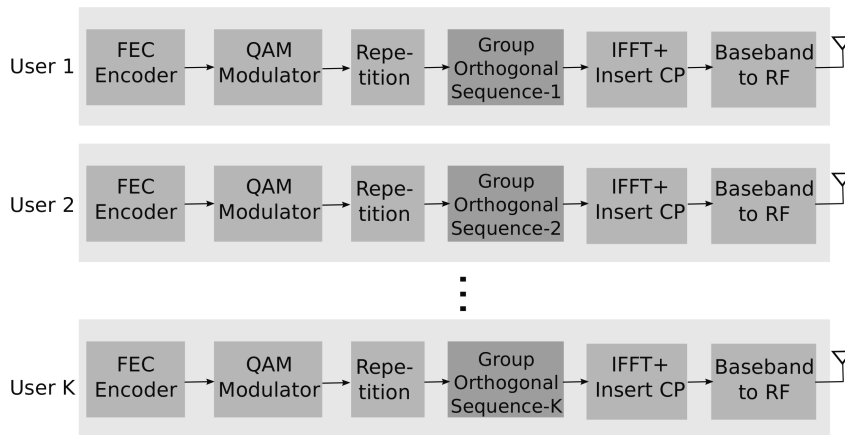 User 1
FEC
Encoder
QAM
Modulator
Repe-
tition
Group
Orthogonal
Sequence-1
IFFT+
Insert CP
Baseband
to RF
User 2
FEC
Encoder
QAM
Modulator
Repe-
tition
Group
Orthogonal
Sequence-2
IFFT+
Insert CP
Baseband
to RF
User K
FEC
Encoder
QAM
Modulator
Repe-
tition
Group
Orthogonal
Sequence-K
IFFT+
Insert CP
Baseband
to RF